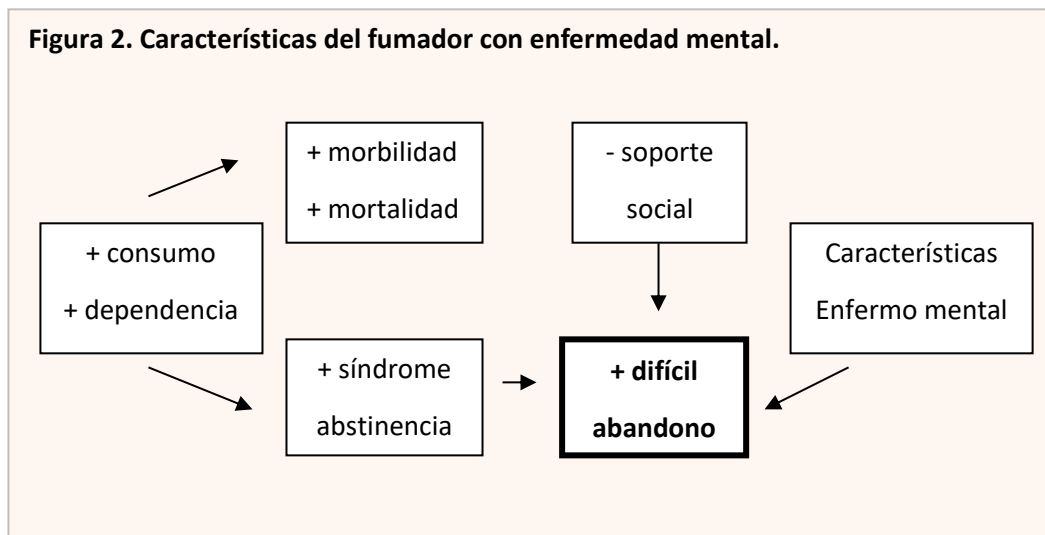 Figura 2. Características del fumador con enfermedad mental.
+ morbilidad
+ mortalidad
- soporte
social
+ consumo
+ dependencia
Características
Enfermo mental
+ síndrome
abstinencia
+ difícil
abandono